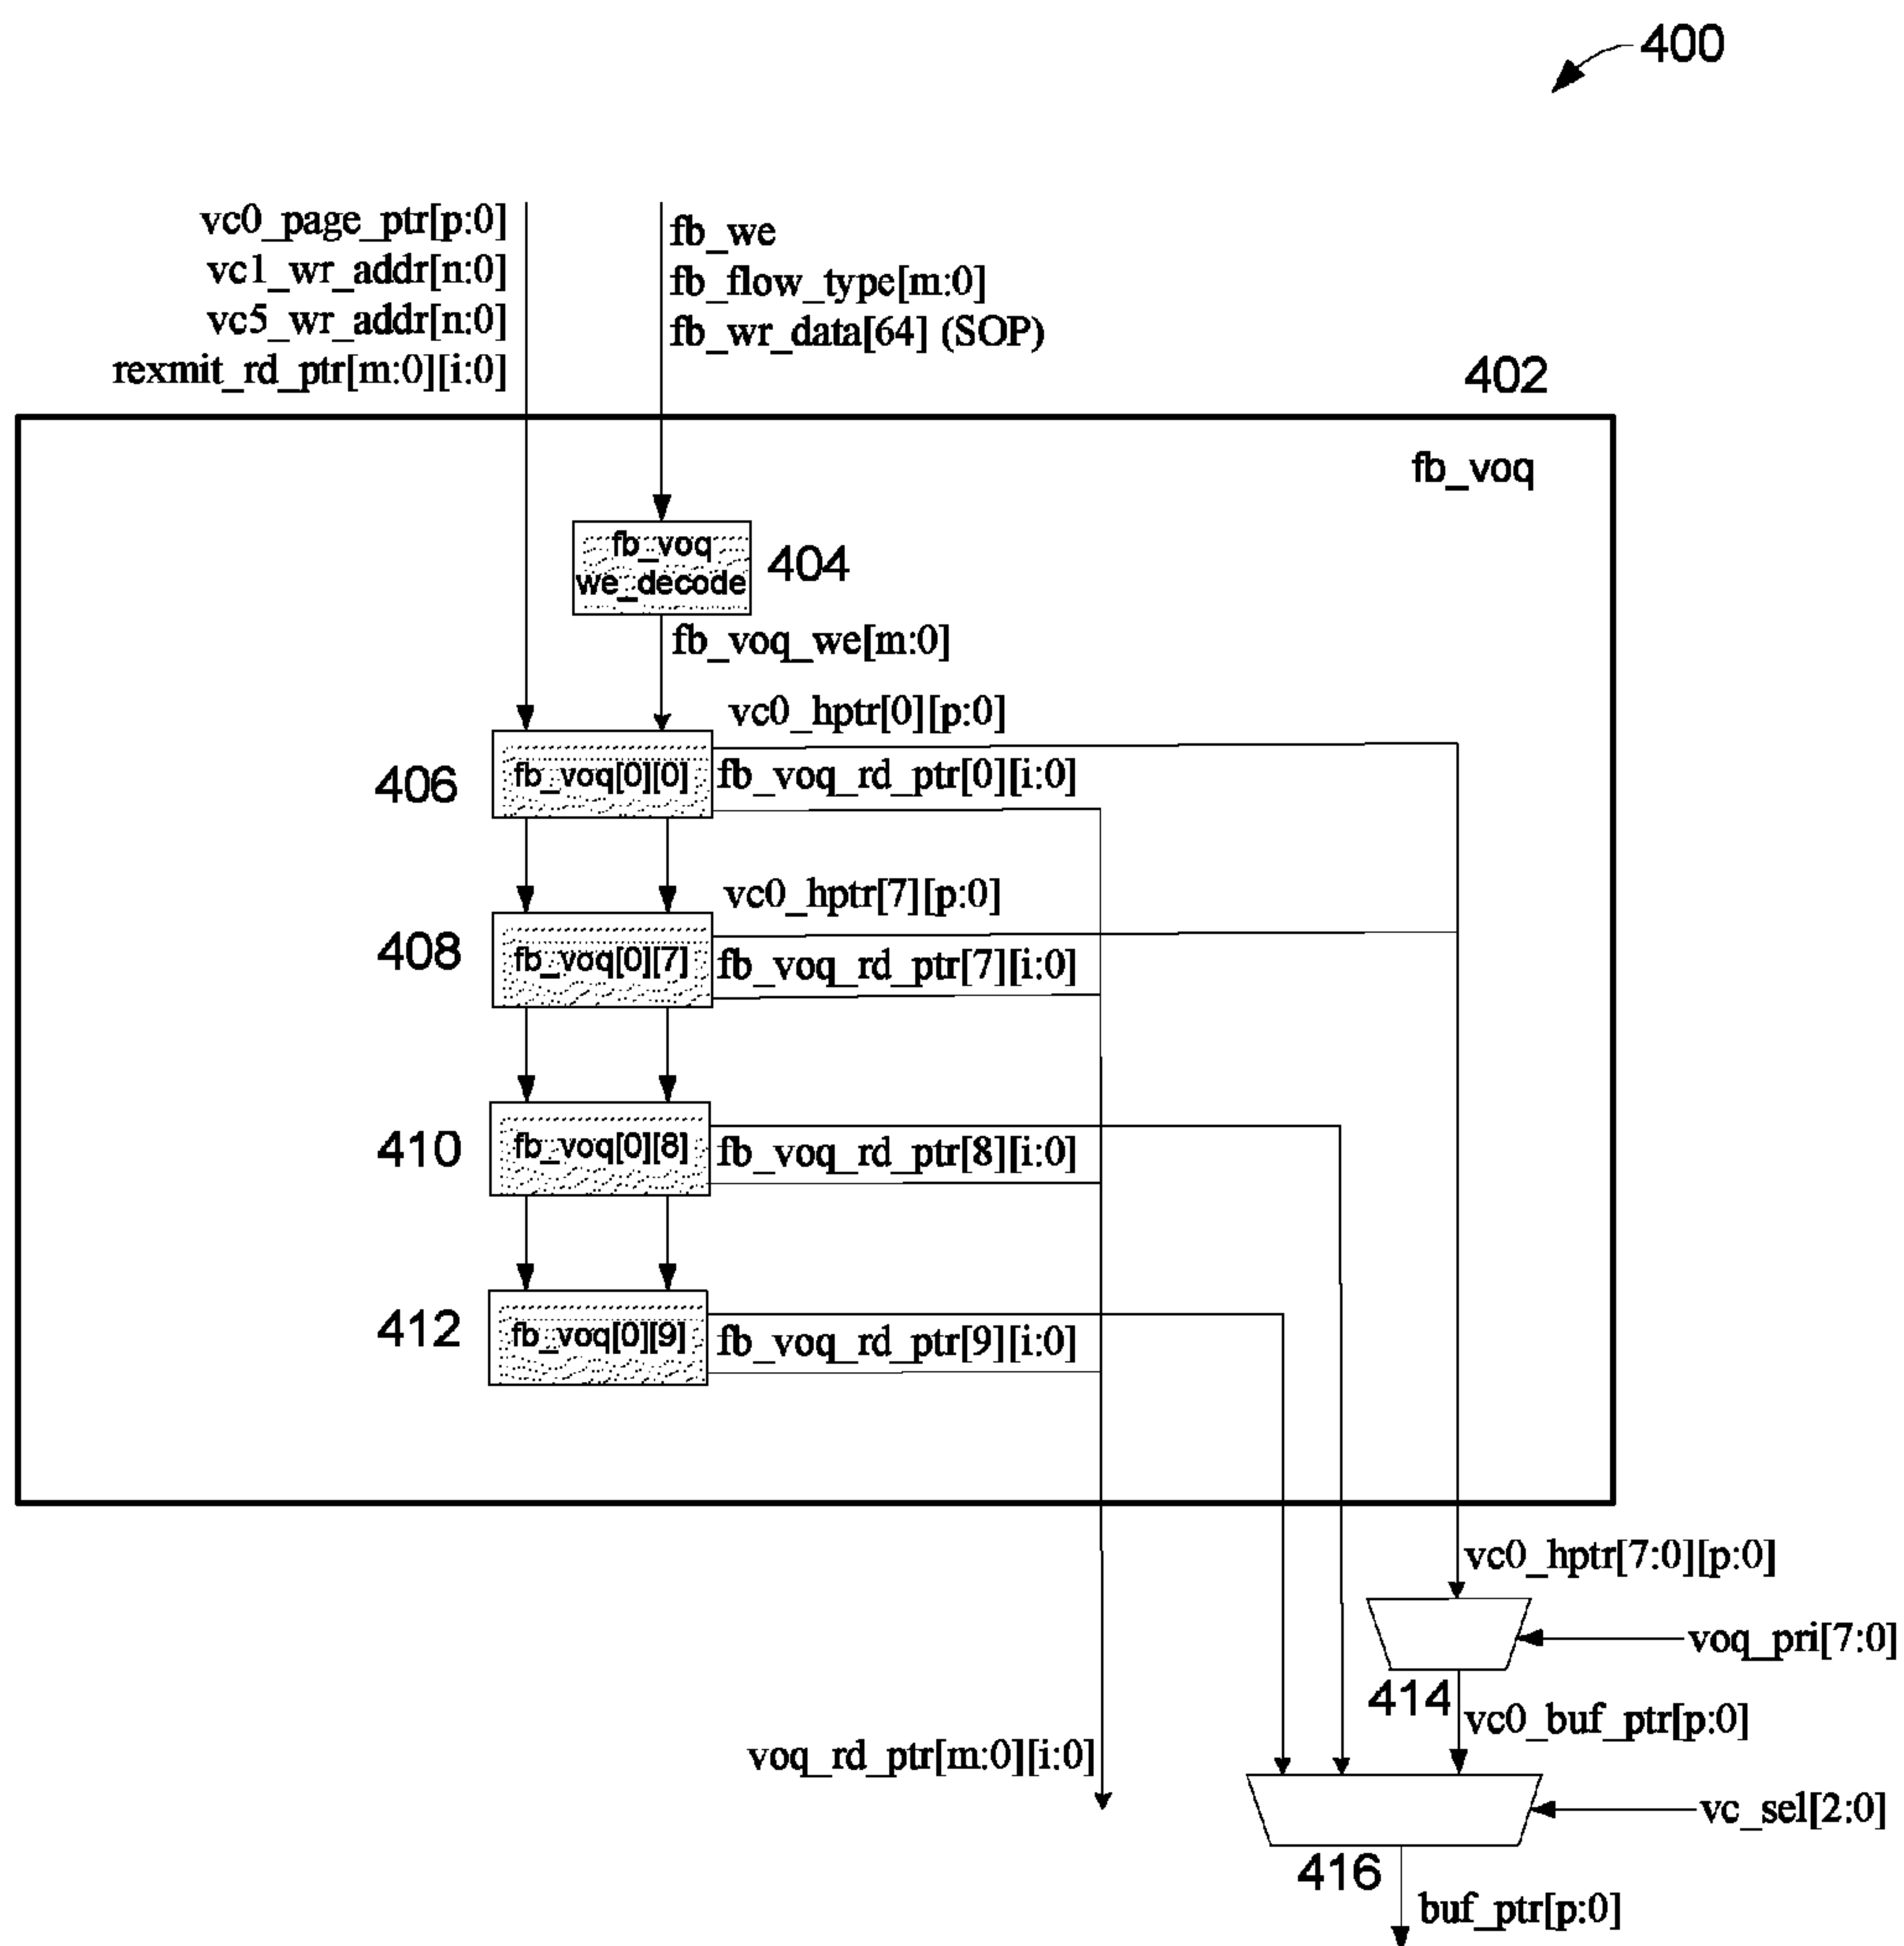 400
vc0_page_ptr[p:0]
vc1_wr_addr[n:0]
vc5_wr_addr[n:0]
rexmit_rd_ptr[m:0][i:0]
fb_we
fb_flow_type[m:0]
fb_wr_data[64] (SOP)
402
fb_voq
fb_voq
we_decode
404
fb_voq_we[m:0]
vc0_hptr[0][p:0]
406
fb_voq[0][0]
fb_voq_rd_ptr[0][i:0]
vc0_hptr[7][p:0]
408
fb_voq[0][7]
fb_voq_rd_ptr[7][i:0]
410
fb_voq[0][8]
fb_voq_rd_ptr[8][i:0]
412
fb_voq[0][9]
fb_voq_rd_ptr[9][i:0]
vc0_hptr[7:0][p:0]
voq_pri[7:0]
414
vc0_buf_ptr[p:0]
voq_rd_ptr[m:0][i:0]
vc_sel[2:0]
416
buf_ptr[p:0]